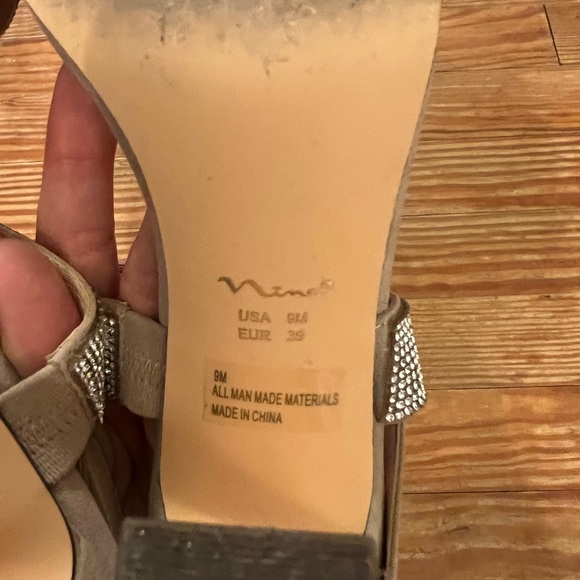 Nina
USA 9M
EUR 39
9M
ALL MAN MADE MATERIALS
MADE IN CHINA